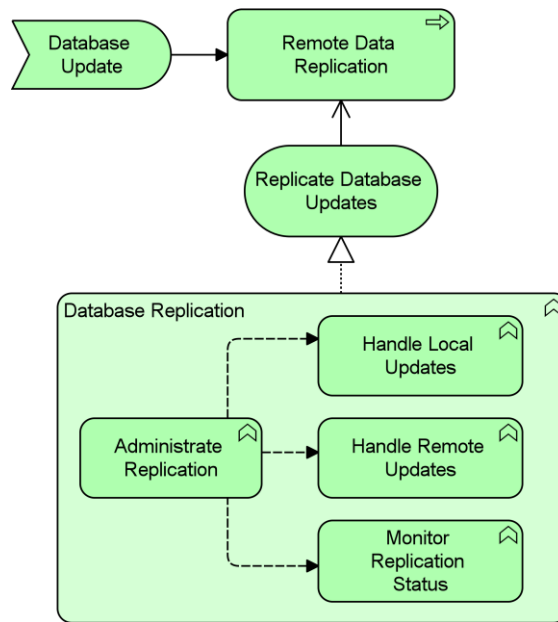 Database
Update
Remote Data
Replication
Replicate Database
Updates
Database Replication
Handle Local
Updates
Administrate
Replication
Handle Remote
Updates
Monitor
Replication
Status